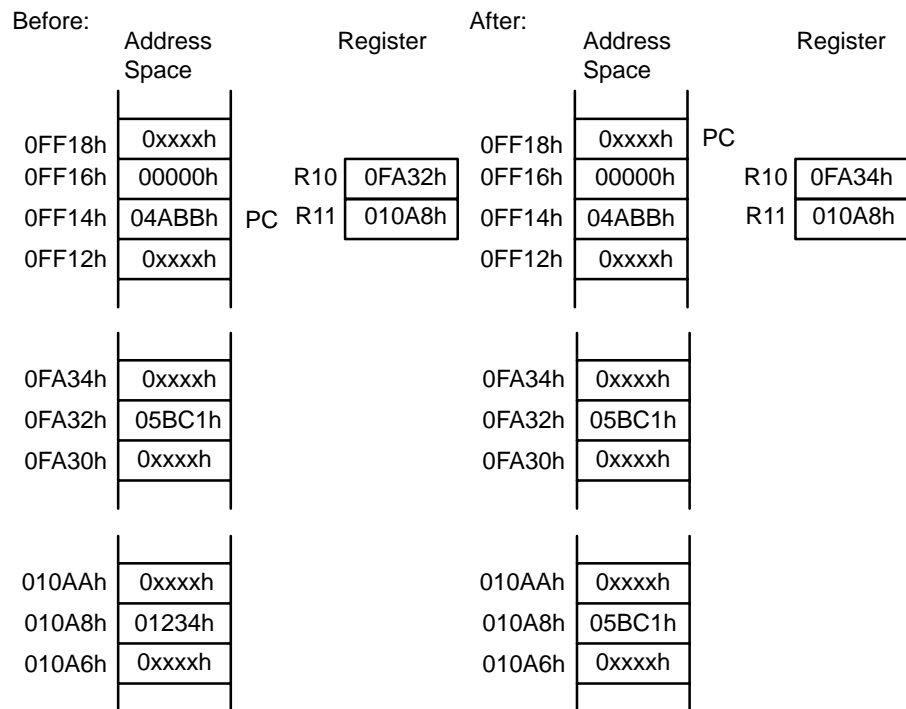 Before:
Address
Space
Register
0FF18h 0xxxxh
0FF16h 00000h R10 0FA32h
0FF14h 04ABBh PC R11 010A8h
0FF12h 0xxxxh
0FA34h 0xxxxh
0FA32h 05BC1h
0FA30h 0xxxxh
010AAh 0xxxxh
010A8h 01234h
010A6h 0xxxxh
After:
Address
Space
Register
0FF18h 0xxxxh PC
0FF16h 00000h R10 0FA34h
0FF14h 04ABBh R11 010A8h
0FF12h 0xxxxh
0FA34h 0xxxxh
0FA32h 05BC1h
0FA30h 0xxxxh
010AAh 0xxxxh
010A8h 05BC1h
010A6h 0xxxxh